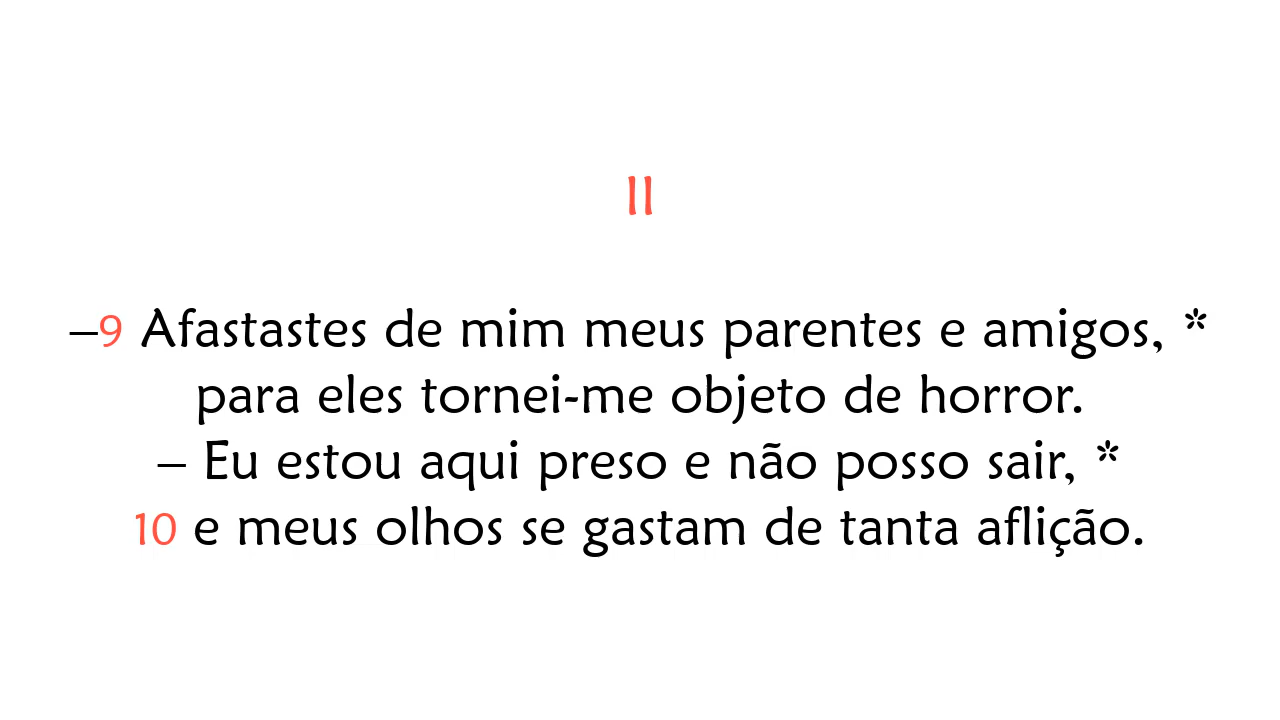 II
–9 Afastastes de mim meus parentes e amigos, *
para eles tornei-me objeto de horror.
– Eu estou aqui preso e não posso sair, *
10 e meus olhos se gastam de tanta aflição.